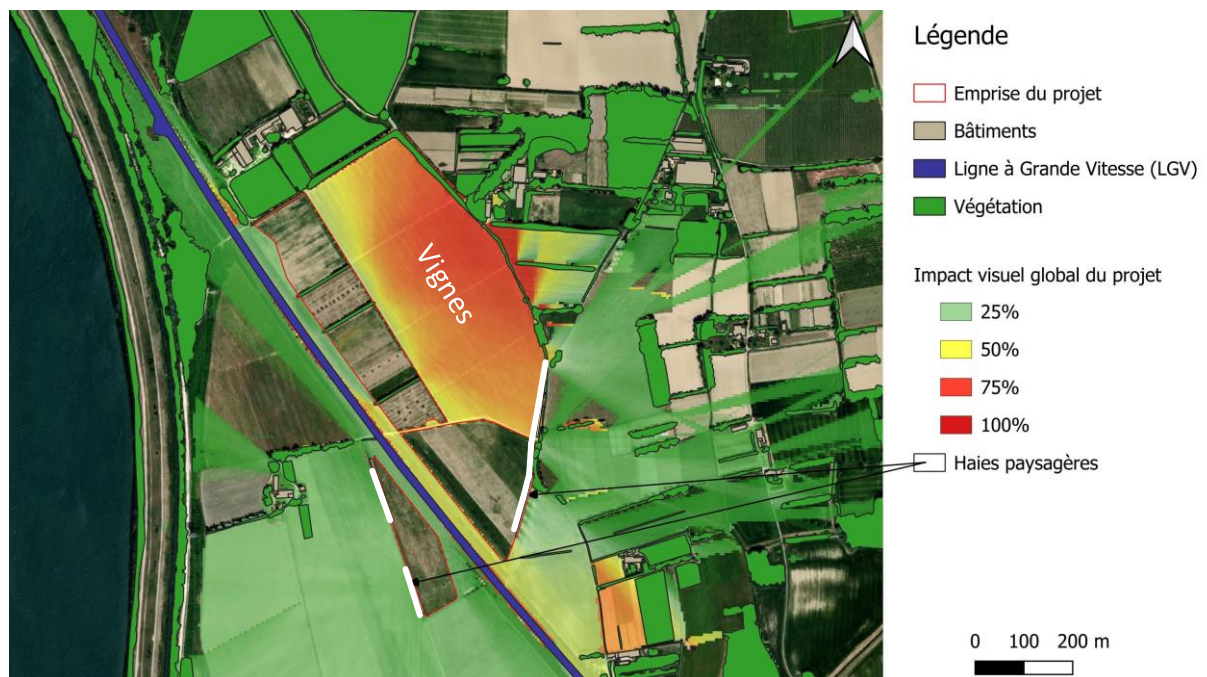 Légende
Emprise du projet
Bâtiments
Ligne à Grande Vitesse (LGV)
Végétation
Vignes
Impact visuel global du projet
25%
50%
75%
100%
Haies paysagères
0 100 200 m